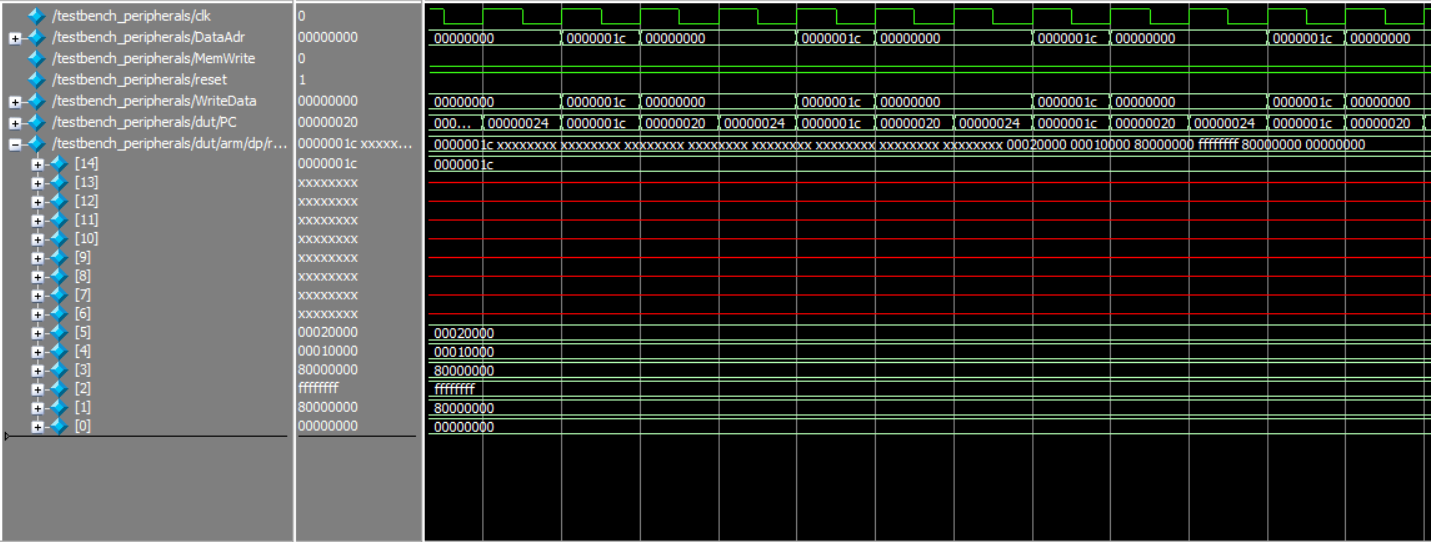 /testbench_peripherals/clk 0
/testbench_peripherals/DataAdr 00000000 00000000 0000001c 00000000 0000001c 00000000 0000001c 00000000 0000001c 00000000
/testbench_peripherals/MemWrite 0
/testbench_peripherals/reset 1
/testbench_peripherals/WriteData 00000000 00000000 0000001c 00000000 0000001c 00000000 0000001c 00000000 0000001c 00000000
/testbench_peripherals/dut/PC 00000020 000... 00000024 0000001c 00000020 00000024 0000001c 00000020 00000024 0000001c 00000020 00000024 0000001c 00000020
/testbench_peripherals/dut/arm/dp/r... 0000001c xxxxx... 0000001c xxxxxxxx xxxxxxxx xxxxxxxx xxxxxxxx xxxxxxxx xxxxxxxx xxxxxxxx xxxxxxxx 00020000 00010000 80000000 ffffffff 80000000 00000000
[14] 0000001c 0000001c
[13] xxxxxxxx
[12] xxxxxxxx
[11] xxxxxxxx
[10] xxxxxxxx
[9] xxxxxxxx
[8] xxxxxxxx
[7] xxxxxxxx
[6] xxxxxxxx
[5] 00020000 00020000
[4] 00010000 00010000
[3] 80000000 80000000
[2] ffffffff ffffffff
[1] 80000000 80000000
[0] 00000000 00000000